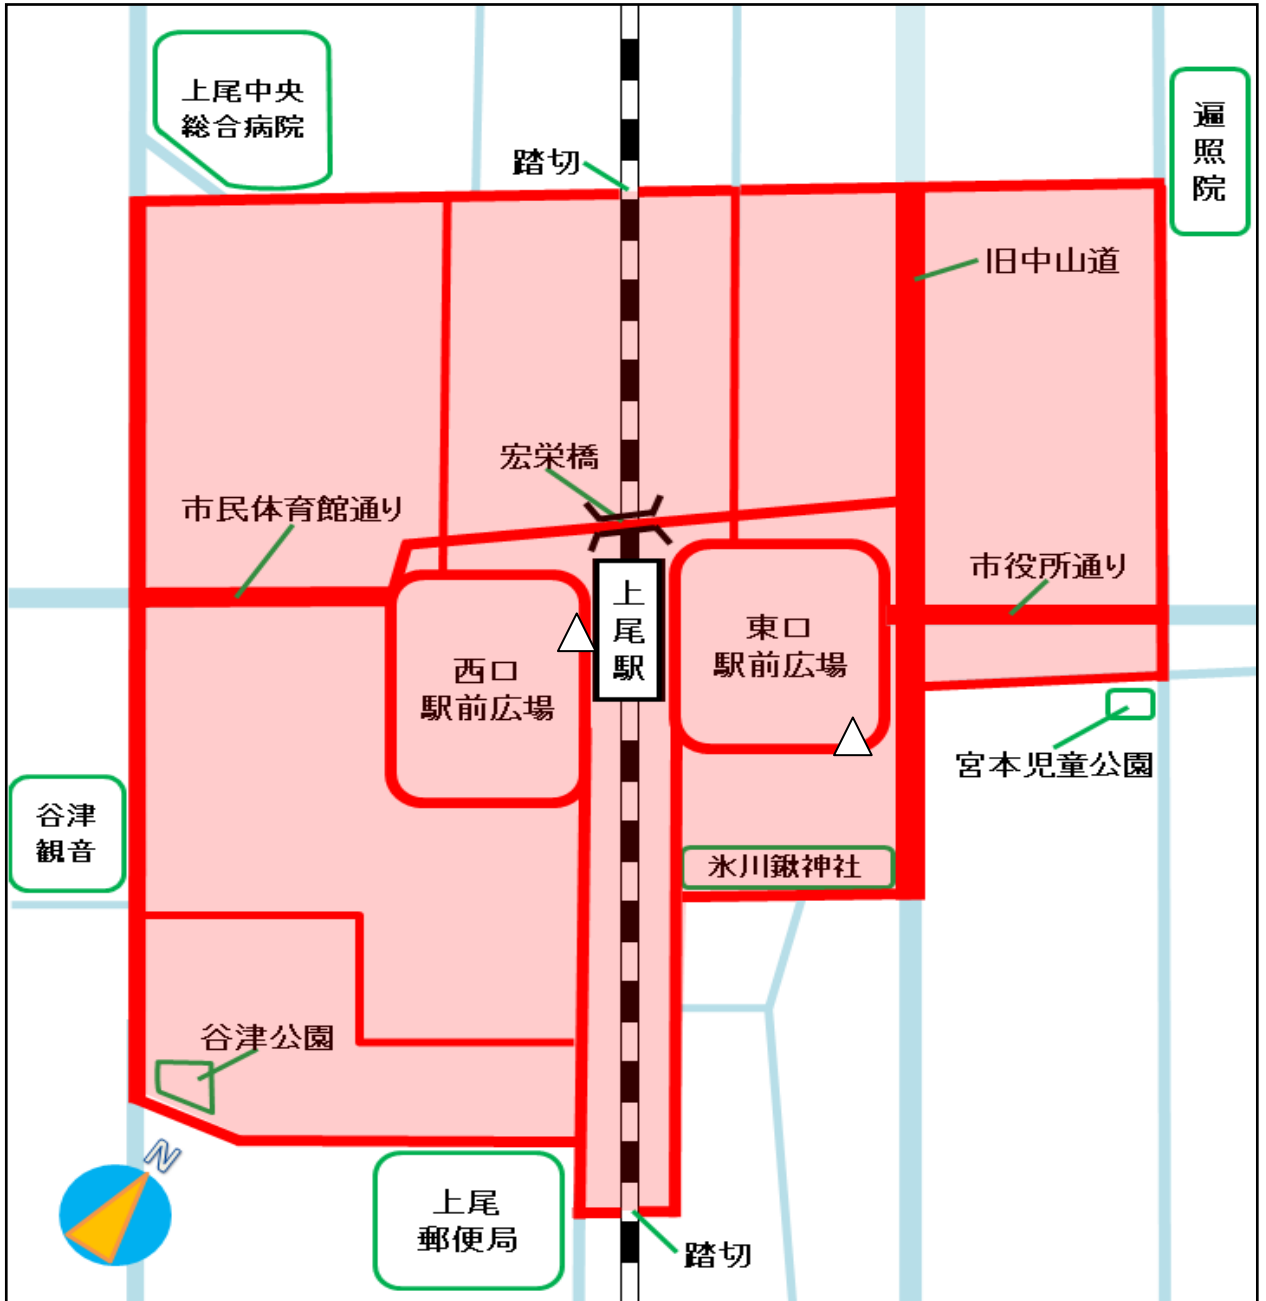 上尾中央
総合病院
踏切
遍
照
院
旧中山道
宏栄橋
市民体育館通り
市役所通り
上
尾
駅
東口
駅前広場
西口
駅前広場
宮本児童公園
谷津
観音
氷川鍬神社
谷津公園
N
上尾
郵便局
踏切